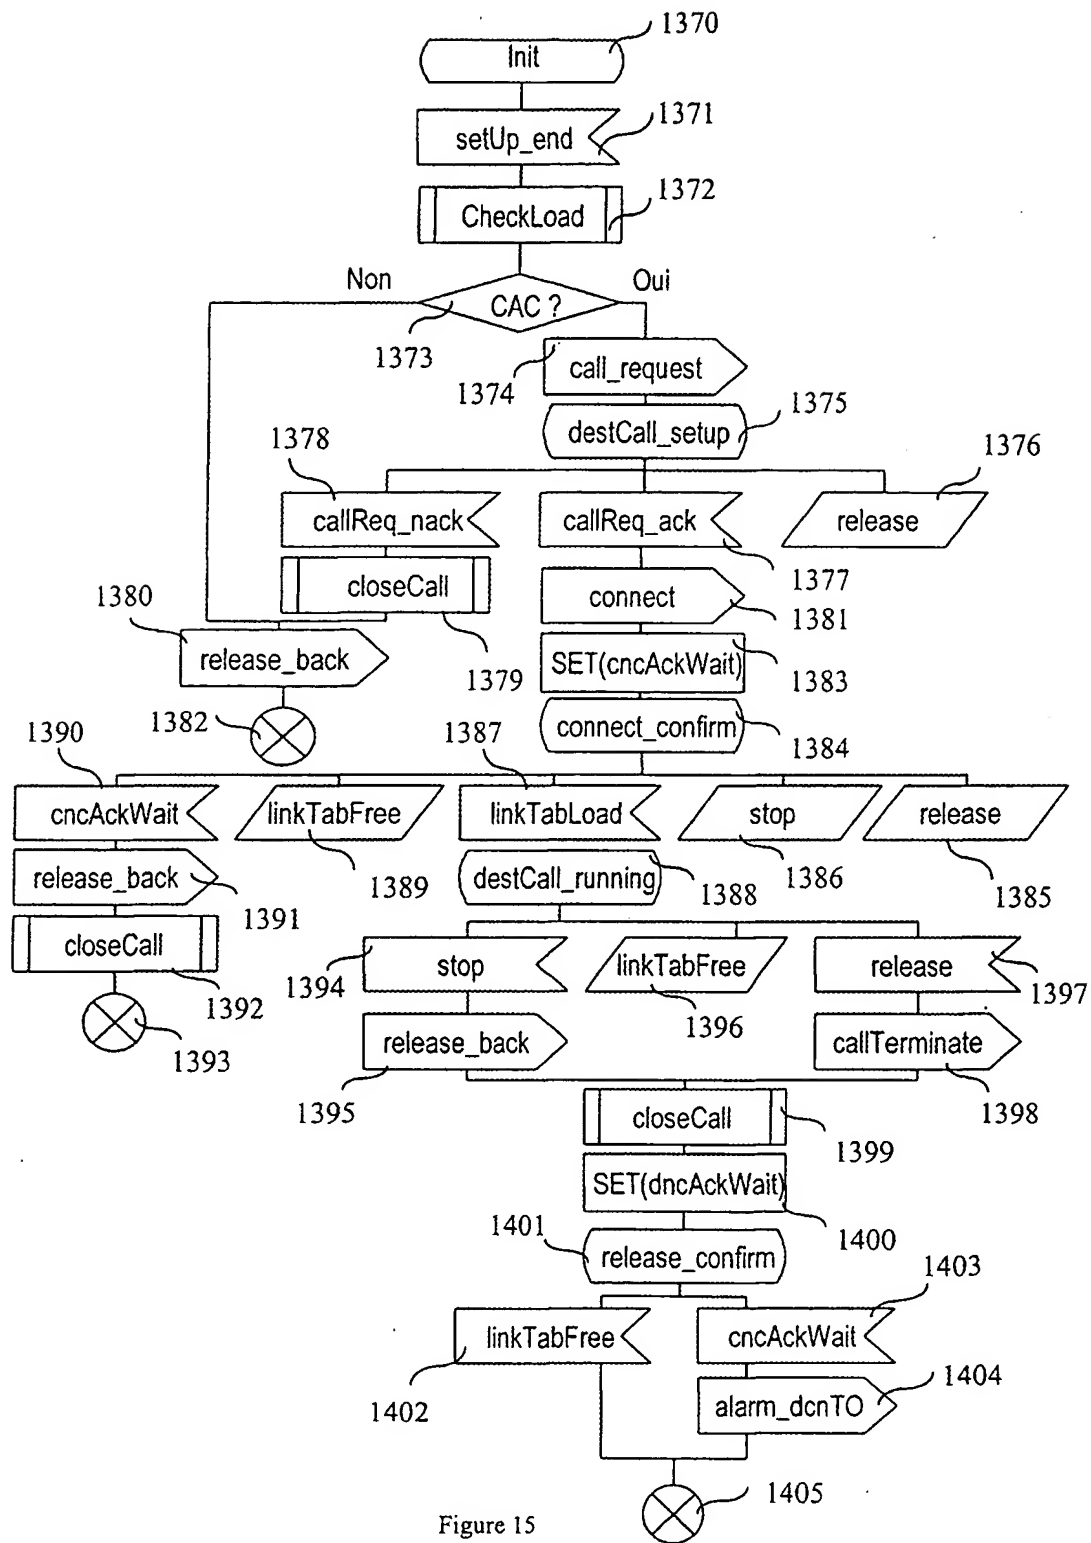 1370
Init
1371
setUp_end
1372
CheckLoad
Non
Oui
CAC ?
1373
1374
call_request
1375
destCall_setup
1378
1376
callReq_nack
callReq_ack
release
1377
closeCall
connect
1380
1381
release_back
1379
SET(cncAckWait)
1383
1382
1390
1387
connect_confirm
1384
cncAckWait
linkTabFree
linkTabLoad
stop
release
release_back
1391
1389
destCall_running
1388
1386
1385
closeCall
1392
1394
stop
linkTabFree
release
1397
1393
1396
release_back
callTerminate
1395
1398
closeCall
1399
SET(dncAckWait)
1400
1401
release_confirm
1403
linkTabFree
cncAckWait
1402
1404
alarm_dcnTO
1405
Figure 15